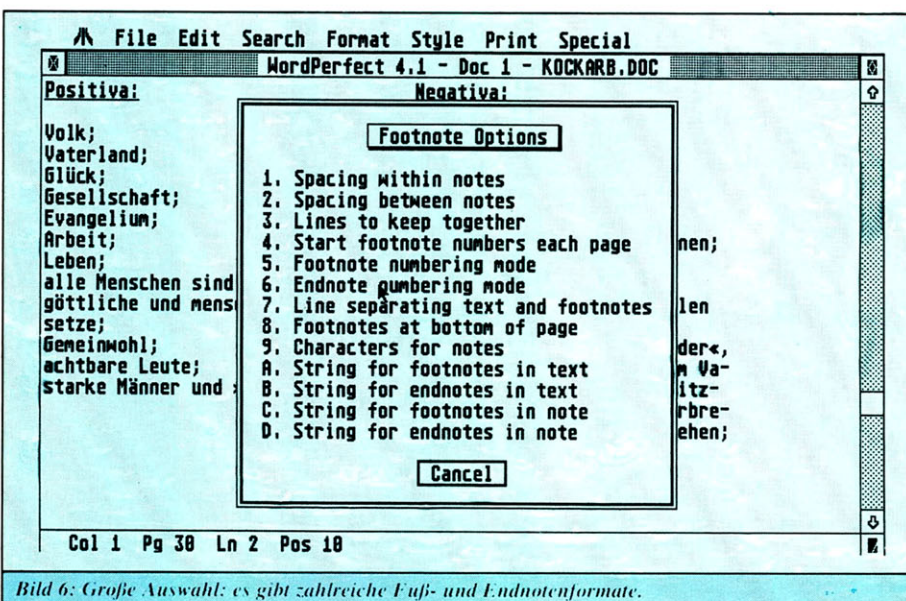 File Edit Search Format Style Print Special
WordPerfect 4.1 - Doc 1 - KOCKARB.DOC
Positiva: Negativa:
Volk;
Vaterland;
Glück;
Gesellschaft;
Evangelium;
Arbeit; nen;
Leben;
alle Menschen sind
göttliche und mens len
setze;
Gemeinwohl; der«,
achtbare Leute; m Va-
starke Männer und itz-
rbre-
ehen;
Footnote Options
1. Spacing within notes
2. Spacing between notes
3. Lines to keep together
4. Start footnote numbers each page
5. Footnote numbering mode
6. Endnote numbering mode
7. Line separating text and footnotes
8. Footnotes at bottom of page
9. Characters for notes
A. String for footnotes in text
B. String for endnotes in text
C. String for footnotes in note
D. String for endnotes in note
Cancel
Col 1 Pg 30 Ln 2 Pos 10
Bild 6: Große Auswahl: es gibt zahlreiche Fuß- und Endnotenformate.